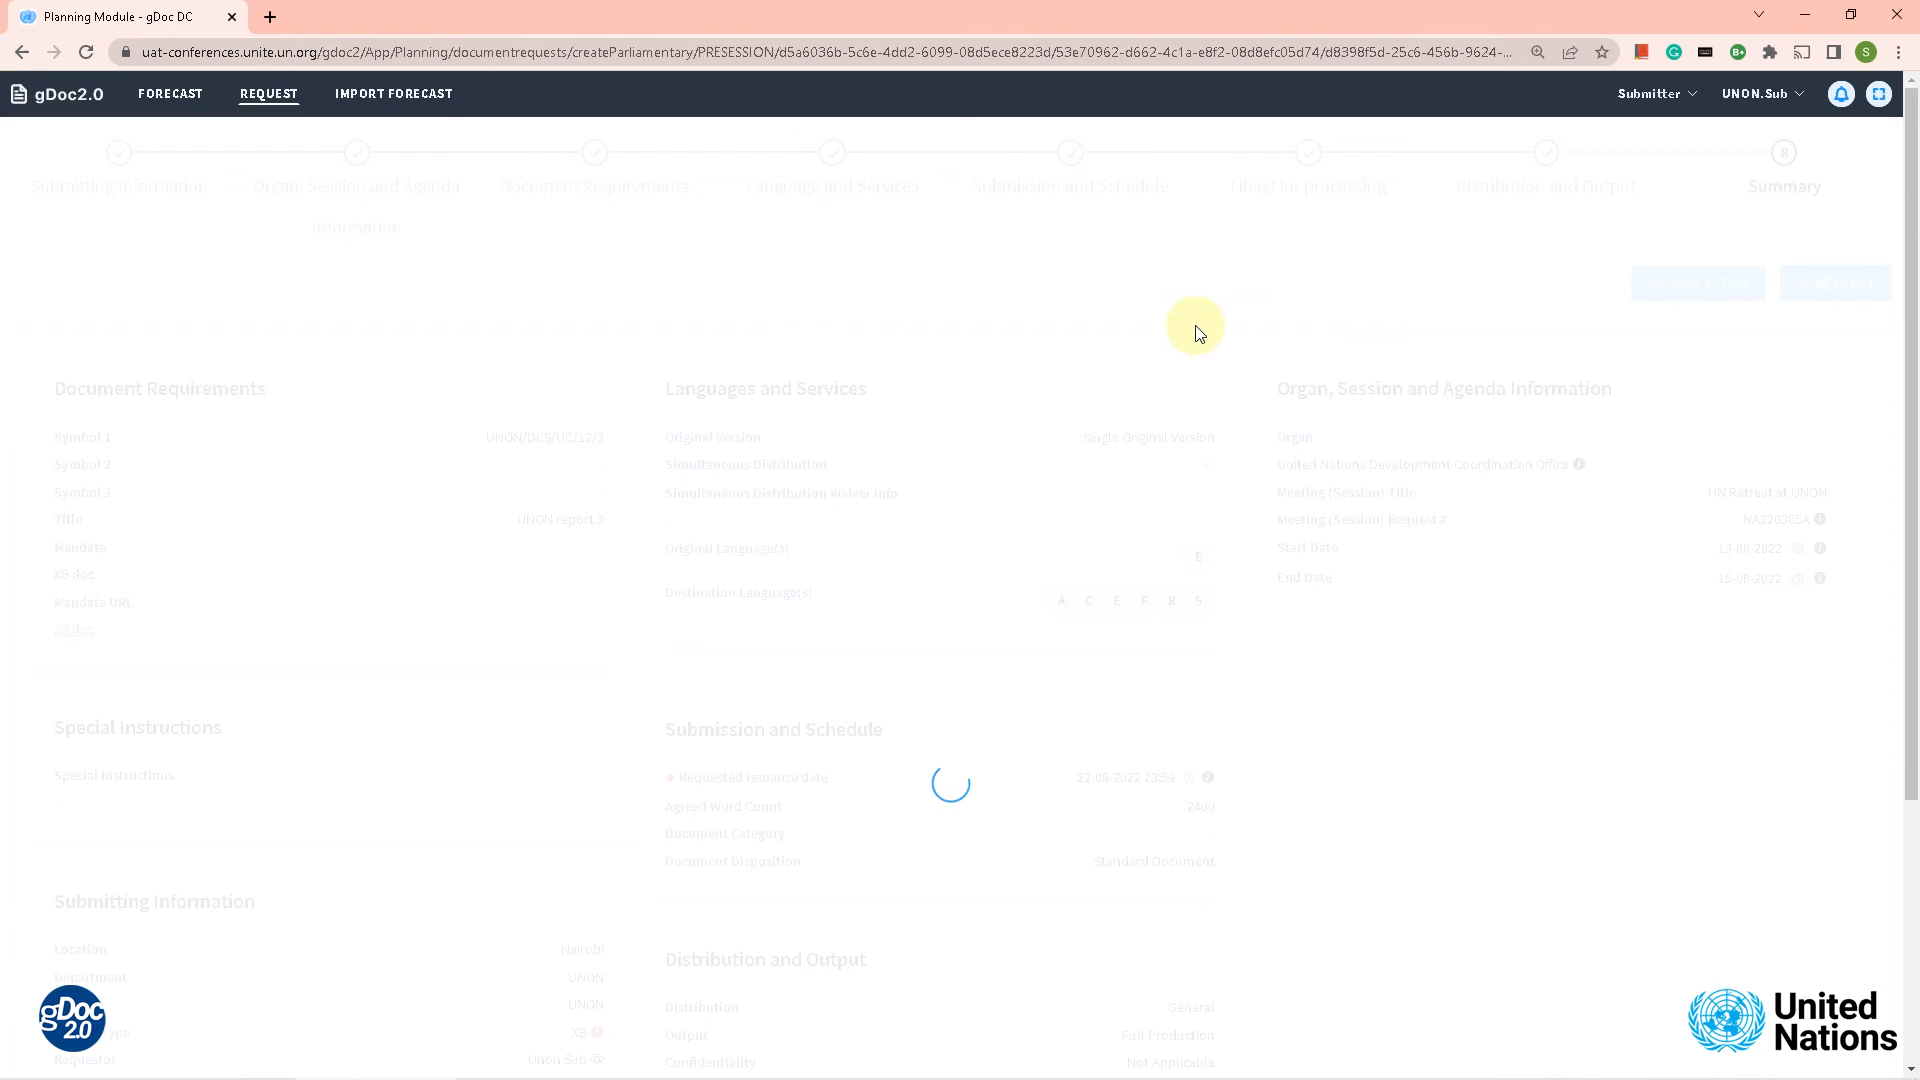 Planning Module - gDoc DC
uat-conferences.unite.un.org/gdoc2/App/Planning/documentrequests/createParliamentary/PRESESSION/d5a6036b-5c6e-4dd2-6099-08d5ece8223d/53e70962-d662-4c1a-e8f2-08d8efc05d74/d8398f5d-25c6-456b-9624-...
S
gDoc2.0 FORECAST REQUEST IMPORT FORECAST Submitter UNON.Sub
8
Submitting Information Organ, Session and Agenda Information Document Requirements Language and Services Submission and Schedule File(s) for processing Distribution and Output Summary
Save as Draft Submit
Document Requirements
Symbol 1 UNON/DCS/UC/12/3
Symbol 2 -
Symbol 3 -
Title UNON report 3
Mandate
XB doc
Mandate URL
XB doc
Special Instructions
Special Instructions
-
Submitting Information
Location Nairobi
Department UNON
UNON
XB
Requestor Unon Sub
Languages and Services
Original Version Single Original Version
Simultaneous Distribution
Simultaneous Distribution Waiver Info
Original Language(s) E
Destination Language(s) A C E F R S
Submission and Schedule
Requested issuance date 22-09-2022 23:59
Agreed Word Count 2400
Document Category -
Document Disposition Standard Document
Distribution and Output
Distribution General
Output Full Production
Confidentiality Not Applicable
Organ, Session and Agenda Information
Organ
United Nations Development Coordination Office
Meeting (Session) Title UN Retreat at UNON
Meeting (Session) Request # NA220305A
Start Date 13-06-2022
End Date 15-06-2022
gDoc
2.0
United
Nations